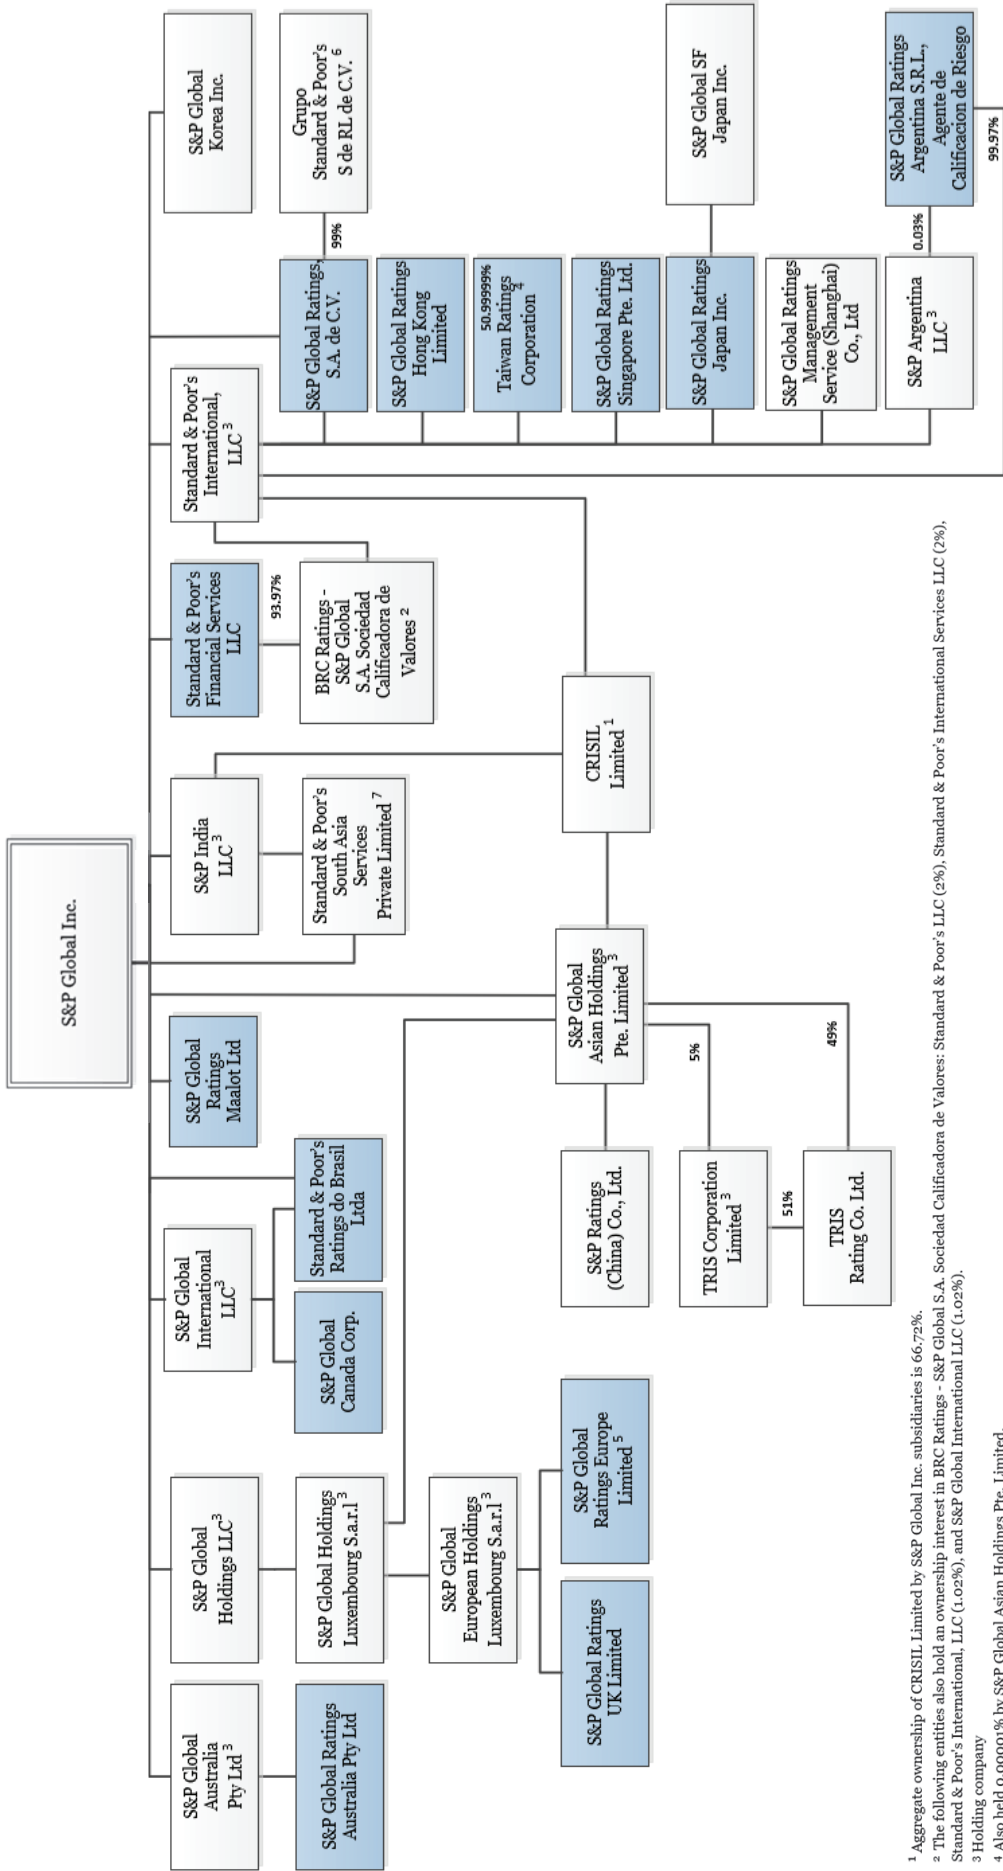 S&P Global Inc.
S&P Global
Australia
Pty Ltd ³
S&P Global
Holdings LLC³
S&P Global
International
LLC³
S&P Global
Ratings
Maalot Ltd
S&P India
LLC ³
Standard & Poor's
Financial Services
LLC
Standard & Poor's
International,
LLC ³
S&P Global
Korea Inc.
S&P Global Ratings
Australia Pty Ltd
S&P Global Holdings
Luxembourg S.a.r.l ³
S&P Global
Canada Corp.
Standard & Poor's
Ratings do Brasil
Ltda
Standard & Poor's
South Asia
Services
Private Limited ⁷
93.97%
BRC Ratings -
S&P Global
S.A. Sociedad
Calificadora de
Valores ²
S&P Global Ratings,
S.A. de C.V.
99%
Grupo
Standard & Poor's
S de RL de C.V. ⁶
S&P Global Ratings
Hong Kong
Limited
S&P Global
European Holdings
Luxembourg S.a.r.l ³
50.99999%
Taiwan Ratings
Corporation ⁴
S&P Global Ratings
UK Limited
S&P Global
Ratings Europe
Limited ⁵
S&P Ratings
(China) Co., Ltd.
S&P Global
Asian Holdings
Pte. Limited ³
CRISIL
Limited ¹
S&P Global Ratings
Singapore Pte. Ltd.
5%
TRIS Corporation
Limited ³
S&P Global Ratings
Japan Inc.
S&P Global SF
Japan Inc.
51%
49%
TRIS
Rating Co. Ltd.
S&P Global Ratings
Management
Service (Shanghai)
Co., Ltd
S&P Argentina
LLC ³
0.03%
S&P Global Ratings
Argentina S.R.L.,
Agente de
Calificacion de Riesgo
99.97%
¹ Aggregate ownership of CRISIL Limited by S&P Global Inc. subsidiaries is 66.72%.
² The following entities also hold an ownership interest in BRC Ratings - S&P Global S.A. Sociedad Calificadora de Valores: Standard & Poor's LLC (2%), Standard & Poor's International Services LLC (2%),
Standard & Poor's International, LLC (1.02%), and S&P Global International LLC (1.02%).
³ Holding company
⁴ Also held 0.00001% by S&P Global Asian Holdings Pte. Limited.